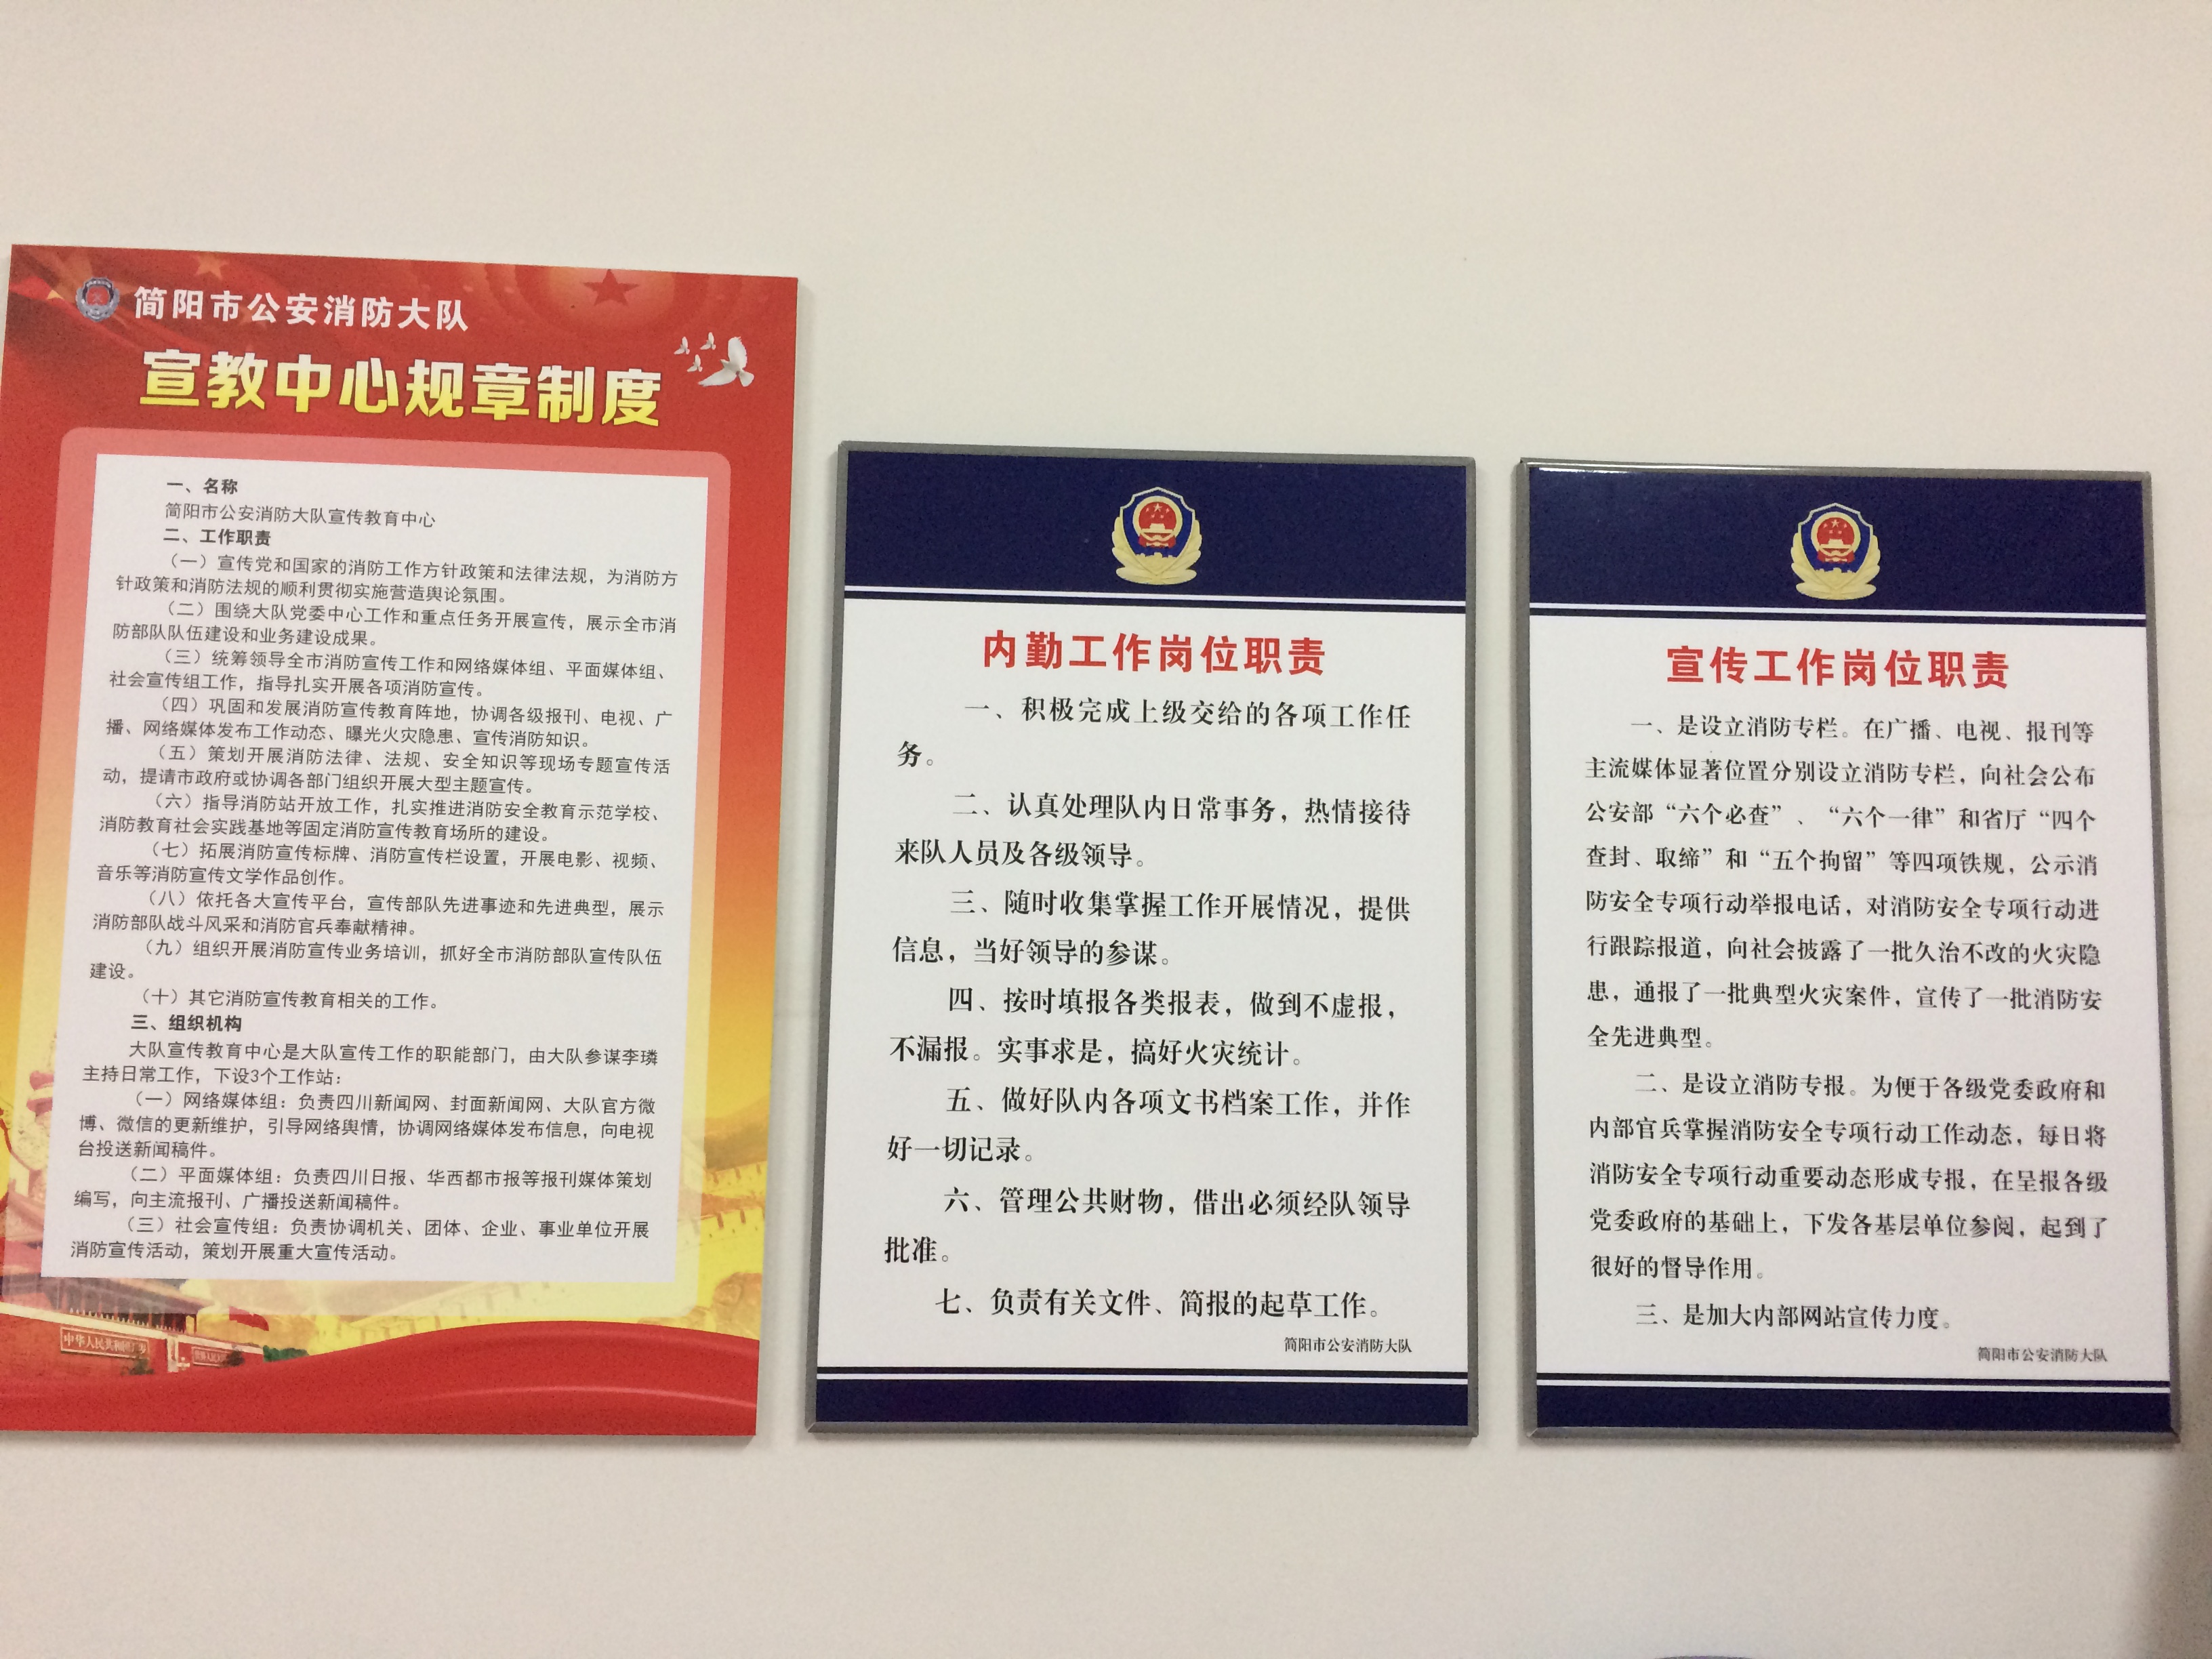 简阳市公安消防大队
宣教中心规章制度
一、名称
简阳市公安消防大队宣传教育中心
二、工作职责
（一）宣传党和国家的消防工作方针政策和法律法规，为消防方
针政策和消防法规的顺利贯彻实施营造舆论氛围。
（二）围绕大队党委中心工作和重点任务开展宣传，展示全市消
防部队队伍建设和业务建设成果。
（三）统筹领导全市消防宣传工作和网络媒体组、平面媒体组、
社会宣传组工作，指导扎实开展各项消防宣传。
（四）巩固和发展消防宣传教育阵地，协调各级报刊、电视、广
播、网络媒体发布工作动态、曝光火灾隐患、宣传消防知识。
（五）策划开展消防法律、法规、安全知识等现场专题宣传活
动，提请市政府或协调各部门组织开展大型主题宣传。
（六）指导消防站开放工作，扎实推进消防安全教育示范学校、
消防教育社会实践基地等固定消防宣传教育场所的建设。
（七）拓展消防宣传标牌、消防宣传栏设置，开展电影、视频、
音乐等消防宣传文学作品创作。
（八）依托各大宣传平台，宣传部队先进事迹和先进典型，展示
消防部队战斗风采和消防官兵奉献精神。
（九）组织开展消防宣传业务培训，抓好全市消防部队宣传队伍
建设。
（十）其它消防宣传教育相关的工作。
三、组织机构
大队宣传教育中心是大队宣传工作的职能部门，由大队参谋李璘
主持日常工作，下设3个工作站：
（一）网络媒体组：负责四川新闻网、封面新闻网、大队官方微
博、微信的更新维护，引导网络舆情，协调网络媒体发布信息，向电视
台投送新闻稿件。
（二）平面媒体组：负责四川日报、华西都市报等报刊媒体策划
编写，向主流报刊、广播投送新闻稿件。
（三）社会宣传组：负责协调机关、团体、企业、事业单位开展
消防宣传活动，策划开展重大宣传活动。
内勤工作岗位职责
一、积极完成上级交给的各项工作任
务。
二、认真处理队内日常事务，热情接待
来队人员及各级领导。
三、随时收集掌握工作开展情况，提供
信息，当好领导的参谋。
四、按时填报各类报表，做到不虚报，
不漏报。实事求是，搞好火灾统计。
五、做好队内各项文书档案工作，并作
好一切记录。
六、管理公共财物，借出必须经队领导
批准。
七、负责有关文件、简报的起草工作。
简阳市公安消防大队
宣传工作岗位职责
一、是设立消防专栏。在广播、电视、报刊等
主流媒体显著位置分别设立消防专栏，向社会公布
公安部“六个必查”、“六个一律”和省厅“四个
查封、取缔”和“五个拘留”等四项铁规，公示消
防安全专项行动举报电话，对消防安全专项行动进
行跟踪报道，向社会披露了一批久治不改的火灾隐
患，通报了一批典型火灾案件，宣传了一批消防安
全先进典型。
二、是设立消防专报。为便于各级党委政府和
内部官兵掌握消防安全专项行动工作动态，每日将
消防安全专项行动重要动态形成专报，在呈报各级
党委政府的基础上，下发各基层单位参阅，起到了
很好的督导作用。
三、是加大内部网站宣传力度。
简阳市公安消防大队